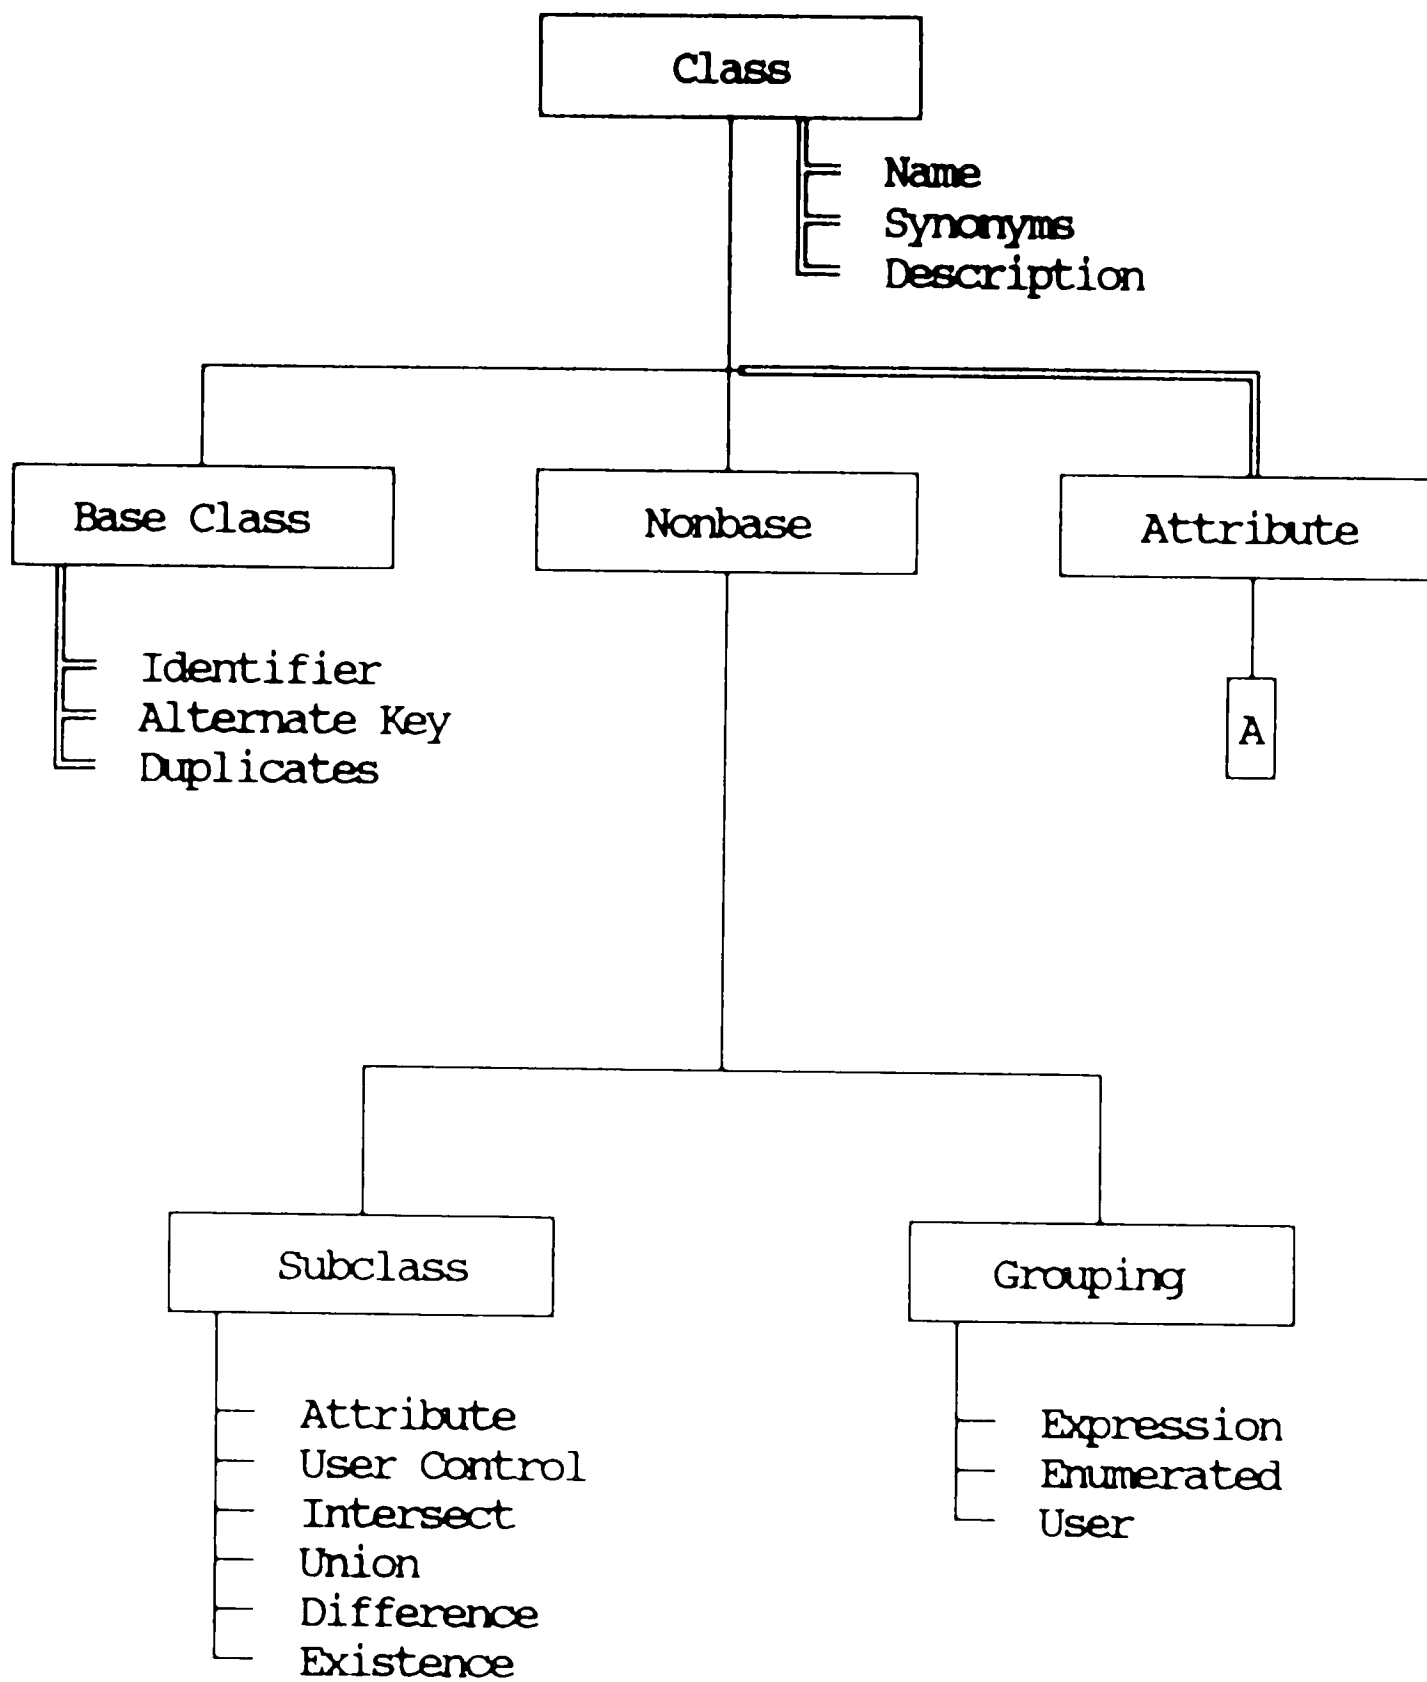 Class
Name
Synonyms
Description
Base Class
Nonbase
Attribute
Identifier
Alternate Key
Duplicates
A
Subclass
Grouping
Attribute
User Control
Intersect
Union
Difference
Existence
Expression
Enumerated
User